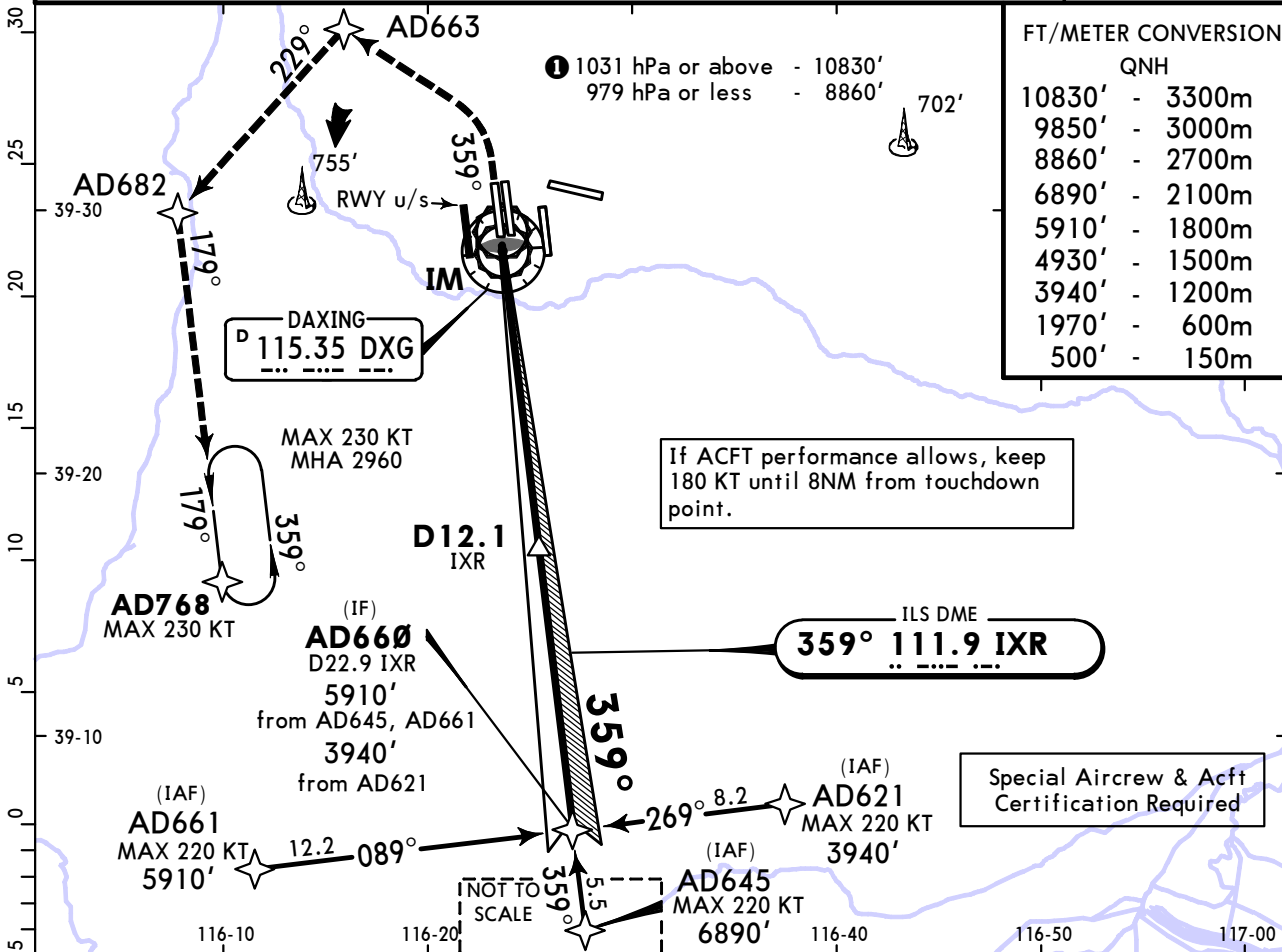 30
25
20
15
10
5
0
5
39-30
39-20
39-10
116-10
116-20
116-40
116-50
117-00
AD663
229°
❶ 1031 hPa or above - 10830'
979 hPa or less - 8860'
702'
FT/METER CONVERSION
QNH
10830' - 3300m
9850' - 3000m
8860' - 2700m
6890' - 2100m
5910' - 1800m
4930' - 1500m
3940' - 1200m
1970' - 600m
500' - 150m
359°
755'
AD682
RWY u/s
179°
IM
DAXING
D 115.35 DXG
MAX 230 KT
MHA 2960
If ACFT performance allows, keep
180 KT until 8NM from touchdown
point.
179°
359°
D12.1
IXR
AD768
MAX 230 KT
(IF)
AD66Ø
D22.9 IXR
5910'
from AD645, AD661
3940'
from AD621
ILS DME
359° 111.9 IXR
359°
Special Aircrew & Acft
Certification Required
(IAF)
AD661
MAX 220 KT
5910'
12.2
089°
269°
8.2
(IAF)
AD621
MAX 220 KT
3940'
NOT TO
SCALE
359°
5.5
(IAF)
AD645
MAX 220 KT
6890'